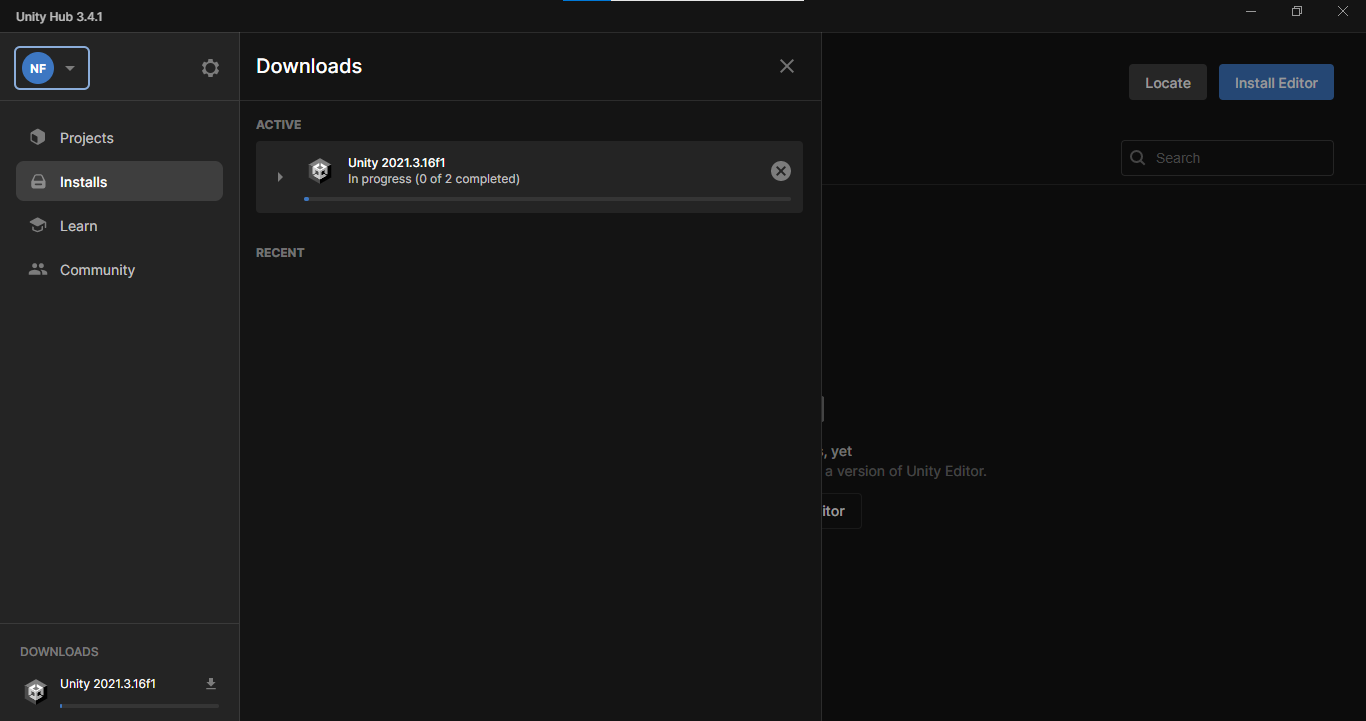 Unity Hub 3.4.1
NF
Downloads
Locate
Install Editor
ACTIVE
Projects
Unity 2021.3.16f1
In progress (0 of 2 completed)
Search
Installs
Learn
RECENT
Community
, yet
a version of Unity Editor.
itor
DOWNLOADS
Unity 2021.3.16f1